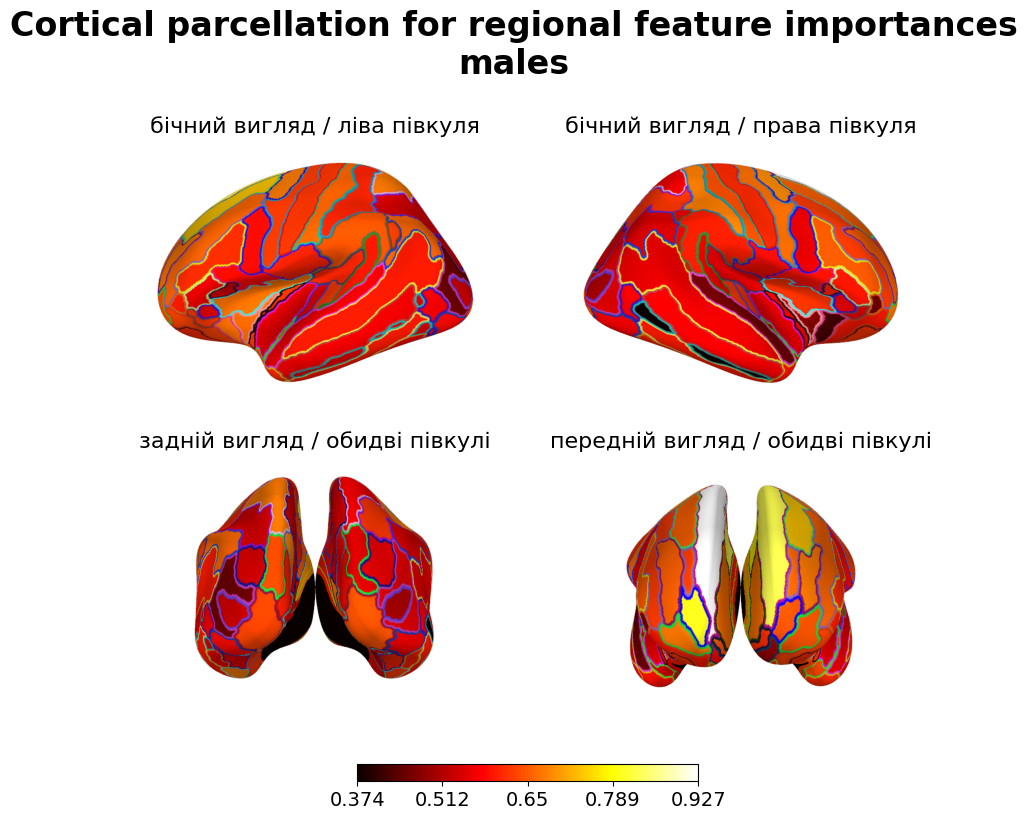 Cortical parcellation for regional feature importances
males
бічний вигляд / ліва півкуля
бічний вигляд / права півкуля
задній вигляд / обидві півкулі
передній вигляд / обидві півкулі
0.374 0.512 0.65 0.789 0.927